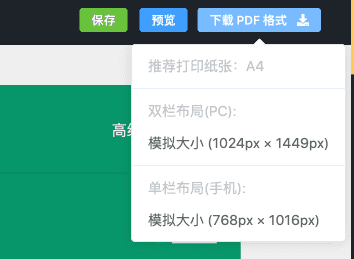 保存 预览 下载 PDF 格式
推荐打印纸张：A4
双栏布局(PC):
模拟大小 (1024px × 1449px)
单栏布局(手机):
模拟大小 (768px × 1016px)
高